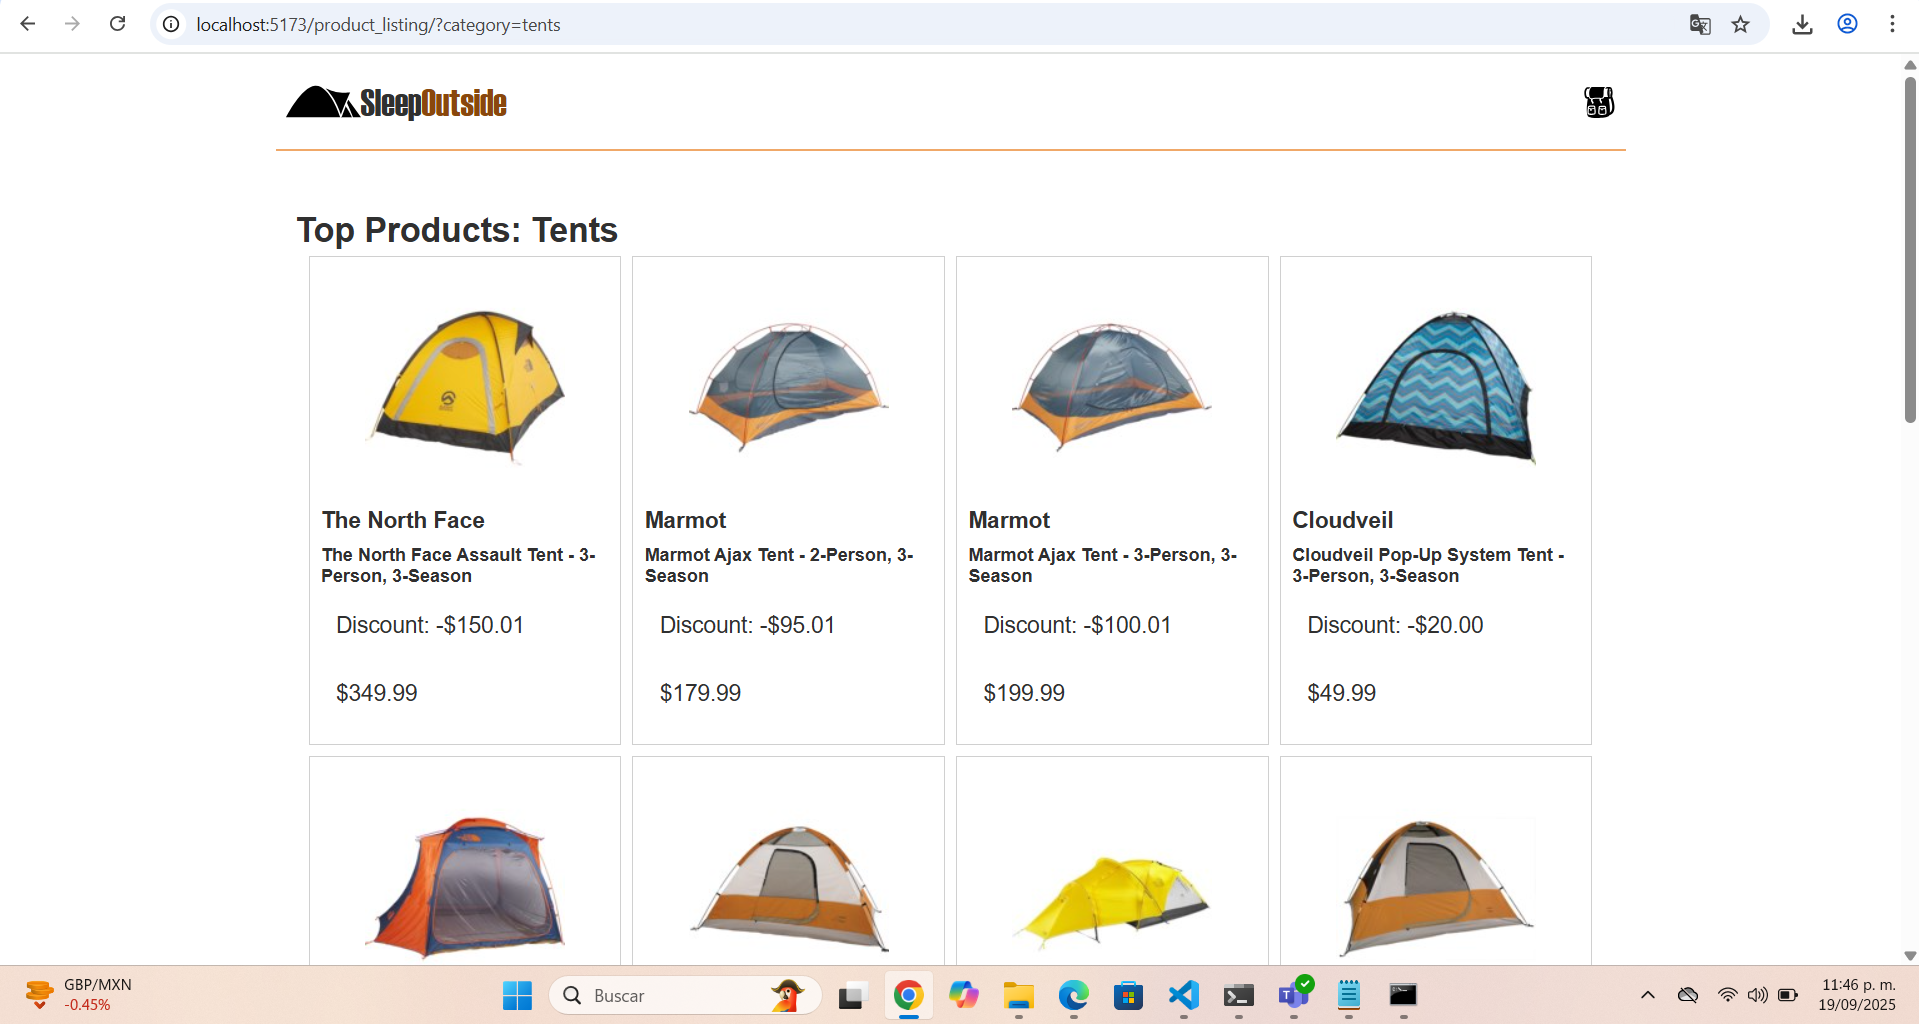 localhost:5173/product_listing/?category=tents
SleepOutside
Top Products: Tents
The North Face
The North Face Assault Tent - 3-
Person, 3-Season
Discount: -$150.01
$349.99
Marmot
Marmot Ajax Tent - 2-Person, 3-
Season
Discount: -$95.01
$179.99
Marmot
Marmot Ajax Tent - 3-Person, 3-
Season
Discount: -$100.01
$199.99
Cloudveil
Cloudveil Pop-Up System Tent -
3-Person, 3-Season
Discount: -$20.00
$49.99
GBP/MXN
-0.45%
Buscar
11:46 p. m.
19/09/2025